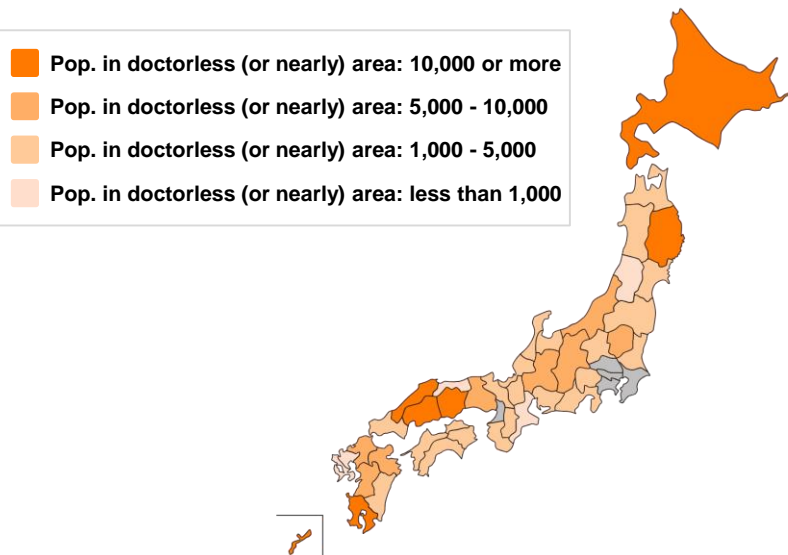 Pop. in doctorless (or nearly) area: 10,000 or more
Pop. in doctorless (or nearly) area: 5,000 - 10,000
Pop. in doctorless (or nearly) area: 1,000 - 5,000
Pop. in doctorless (or nearly) area: less than 1,000